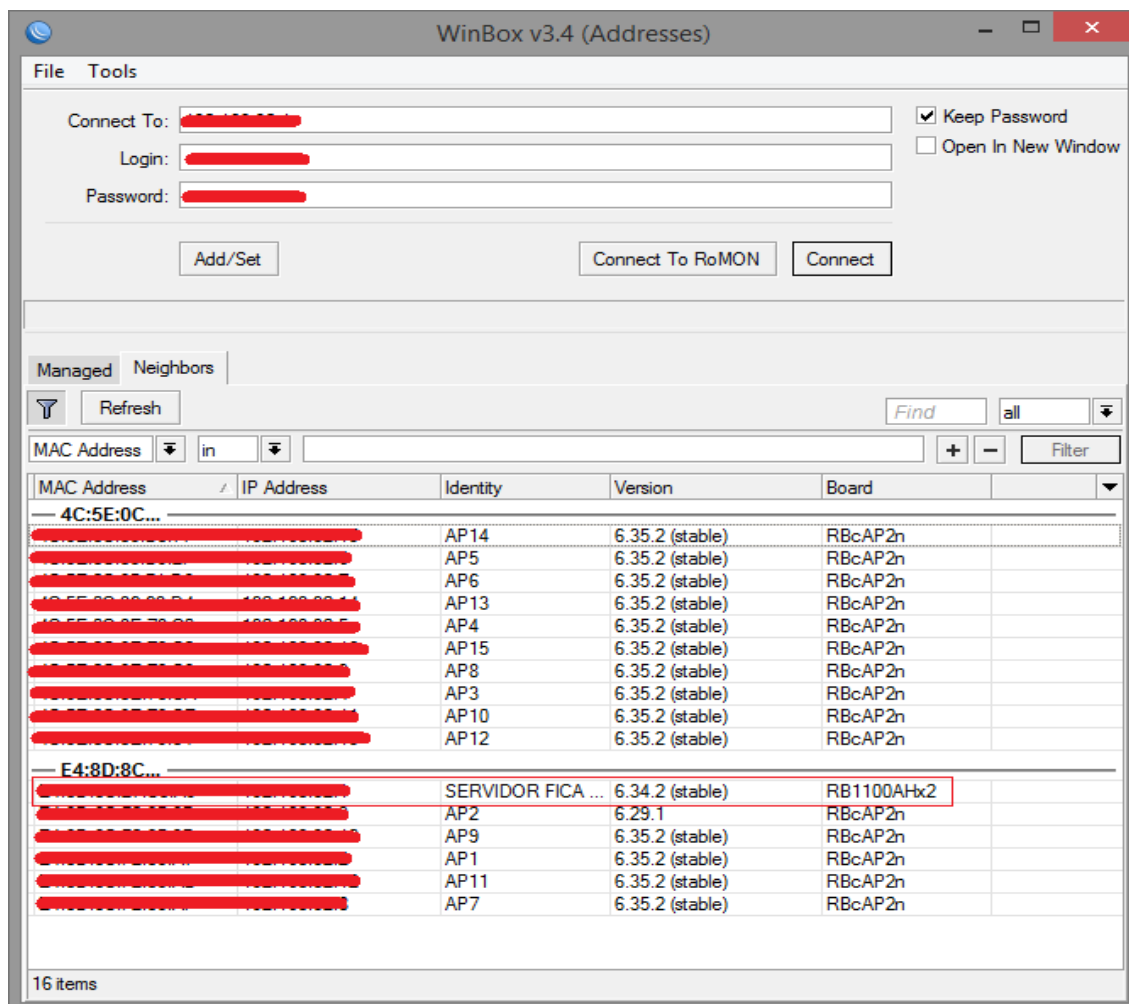 WinBox v3.4 (Addresses)
File Tools
Connect To:
Keep Password
Login:
Open In New Window
Password:
Add/Set Connect To RoMON Connect
Managed Neighbors
Refresh Find all
MAC Address in + − Filter
MAC Address IP Address Identity Version Board
4C:5E:0C...
AP14 6.35.2 (stable) RBcAP2n
AP5 6.35.2 (stable) RBcAP2n
AP6 6.35.2 (stable) RBcAP2n
AP13 6.35.2 (stable) RBcAP2n
AP4 6.35.2 (stable) RBcAP2n
AP15 6.35.2 (stable) RBcAP2n
AP8 6.35.2 (stable) RBcAP2n
AP3 6.35.2 (stable) RBcAP2n
AP10 6.35.2 (stable) RBcAP2n
AP12 6.35.2 (stable) RBcAP2n
E4:8D:8C...
SERVIDOR FICA ... 6.34.2 (stable) RB1100AHx2
AP2 6.29.1 RBcAP2n
AP9 6.35.2 (stable) RBcAP2n
AP1 6.35.2 (stable) RBcAP2n
AP11 6.35.2 (stable) RBcAP2n
AP7 6.35.2 (stable) RBcAP2n
16 items